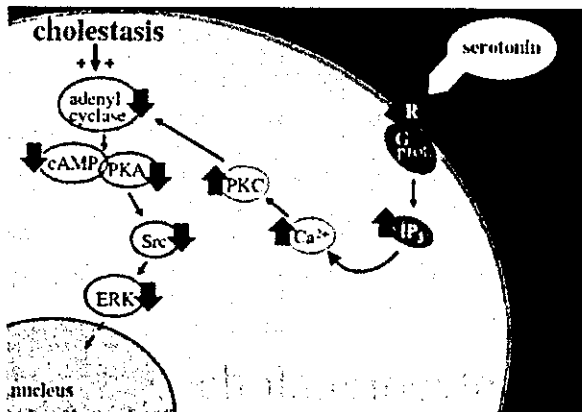 cholestasis
serotonin
+ +
adenyl
cyclase
R
G
prot.
cAMP
PKA
PKC
IP3
Ca2+
Src
ERK
nucleus